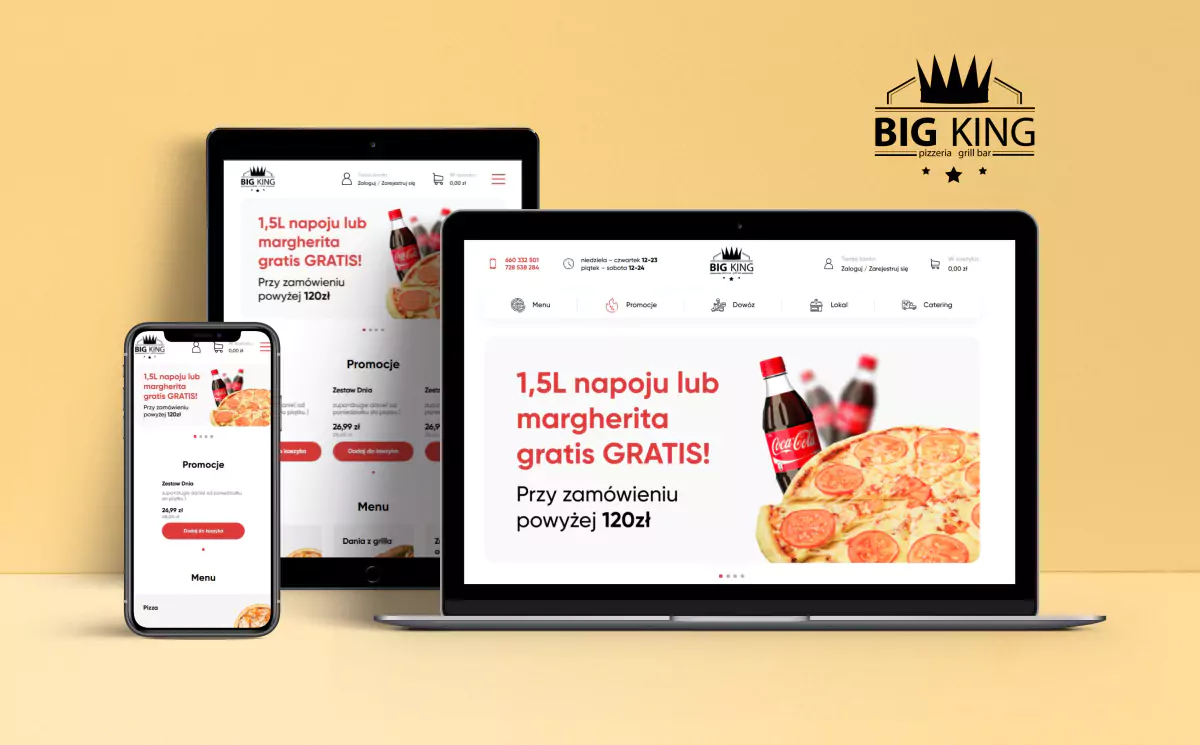 BIG KING
pizzeria grill bar
BIG KING
Twoje konto
Zaloguj / Zarejestruj się
W koszyku
0,00 zł
1,5L napoju lub
margherita
gratis GRATIS!
Przy zamówieniu
powyżej 120zł
Promocje
Zestaw Dnia
26,99 zł
Dodaj do koszyka
Menu
Dania z grilla
BIG KING
W koszyku
0,00 zł
1,5L napoju lub
margherita
gratis GRATIS!
Przy zamówieniu
powyżej 120zł
Promocje
Zestaw Dnia
26,99 zł
Dodaj do koszyka
Menu
Pizza
660 332 501
728 538 284
niedziela – czwartek 12-23
piątek – sobota 12-24
BIG KING
Twoje konto
Zaloguj / Zarejestruj się
W koszyku
0,00 zł
Menu
Promocje
Dowóz
Lokal
Catering
1,5L napoju lub
margherita
gratis GRATIS!
Przy zamówieniu
powyżej 120zł
Coca-Cola